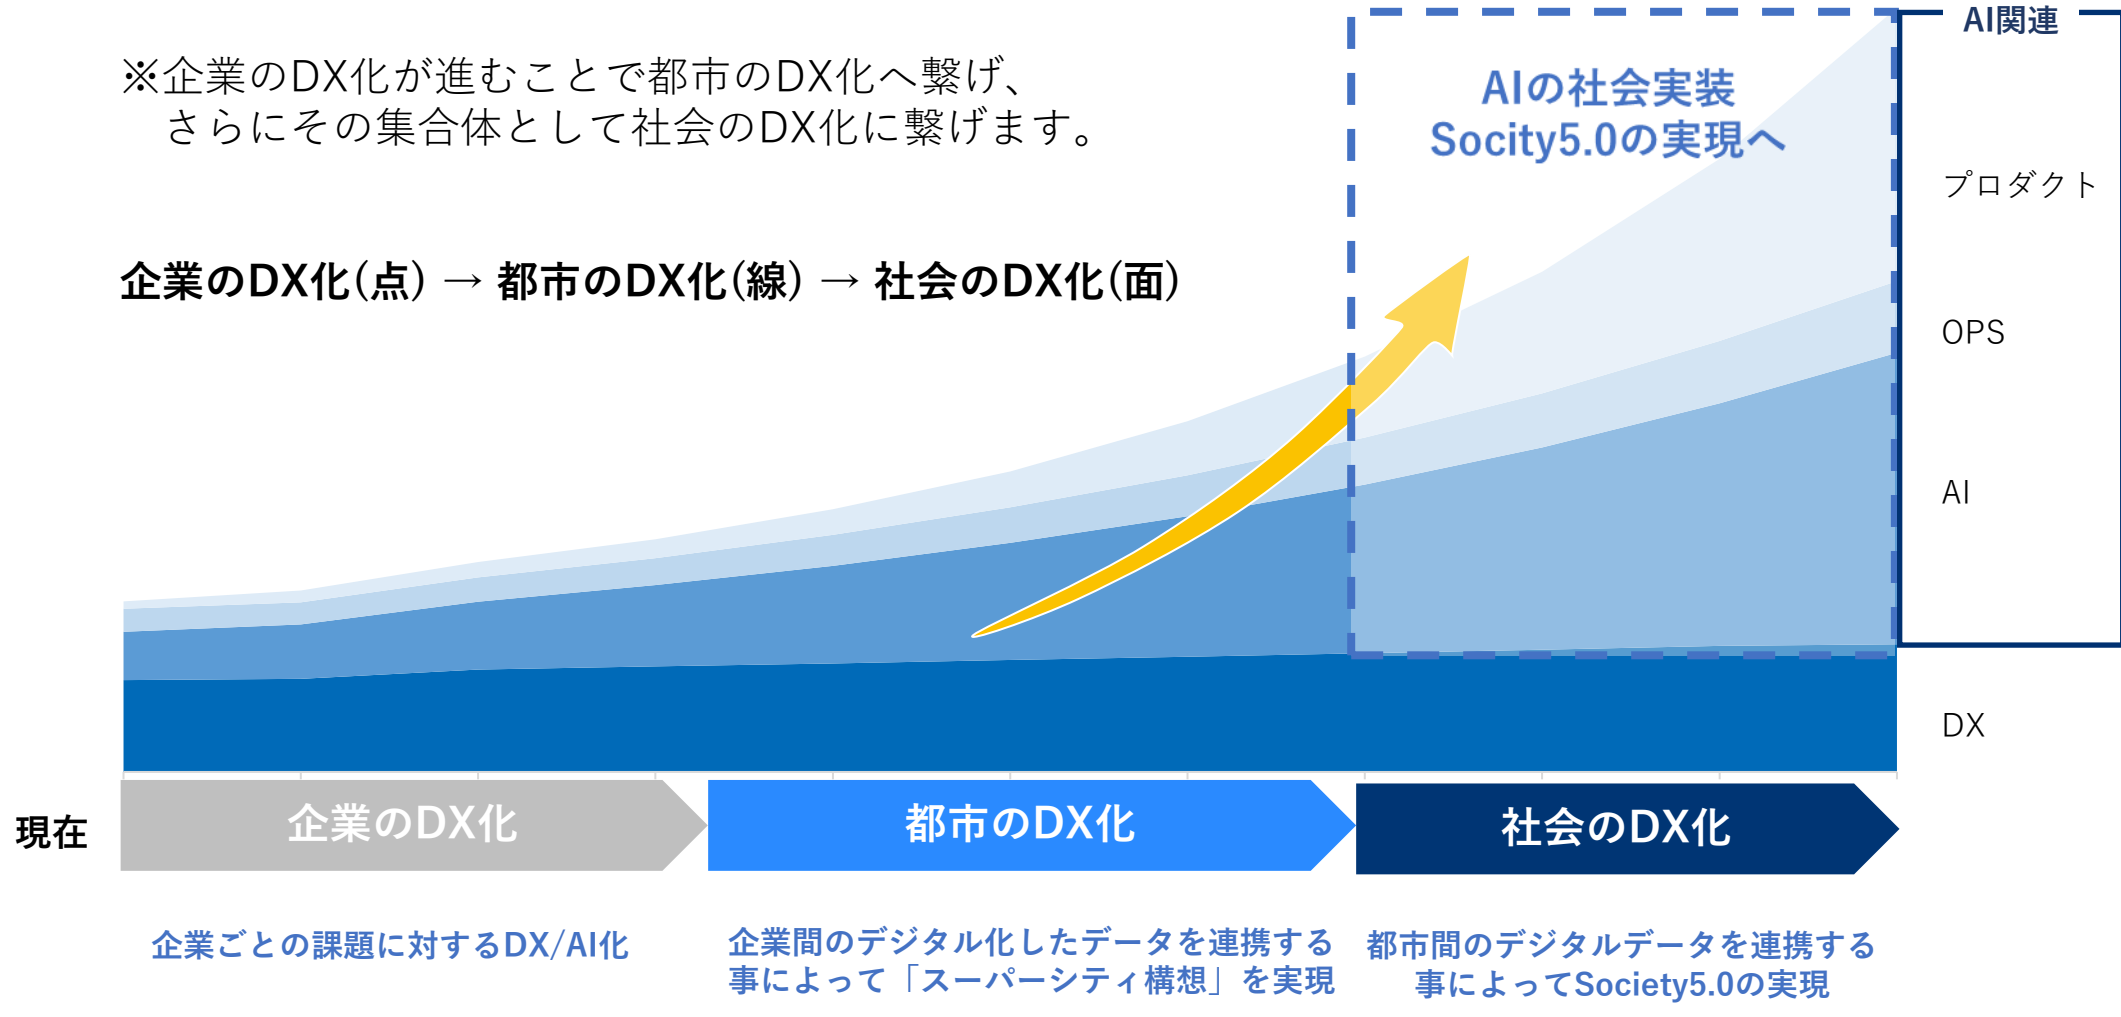 ※企業のDX化が進むことで都市のDX化へ繋げ、
さらにその集合体として社会のDX化に繋げます。
企業のDX化(点) → 都市のDX化(線) → 社会のDX化(面)
AIの社会実装
Socity5.0の実現へ
AI関連
プロダクト
OPS
AI
DX
現在
企業のDX化
都市のDX化
社会のDX化
企業ごとの課題に対するDX/AI化
企業間のデジタル化したデータを連携する
事によって「スーパーシティ構想」を実現
都市間のデジタルデータを連携する
事によってSociety5.0の実現